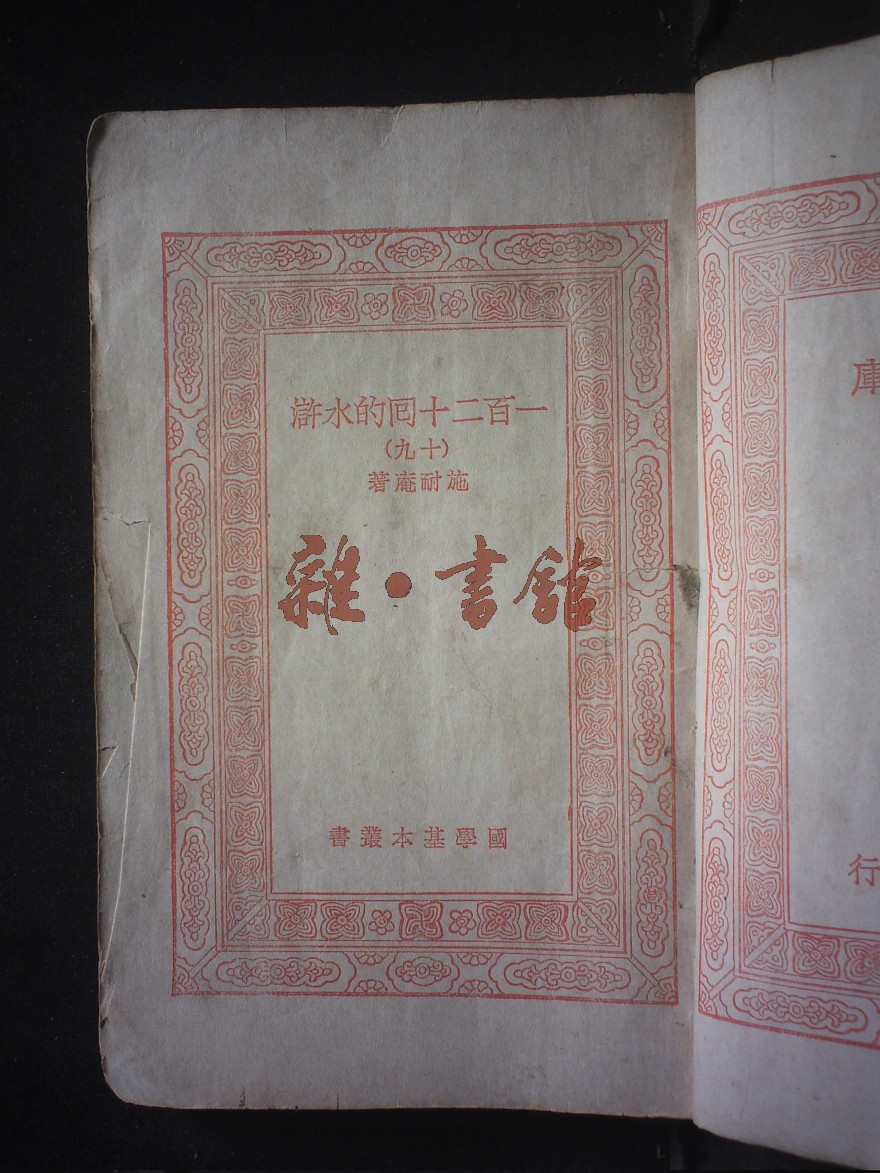 一百二十囘的水滸
（十九）
施耐庵著
雜・書館
國學基本叢書
庫
行